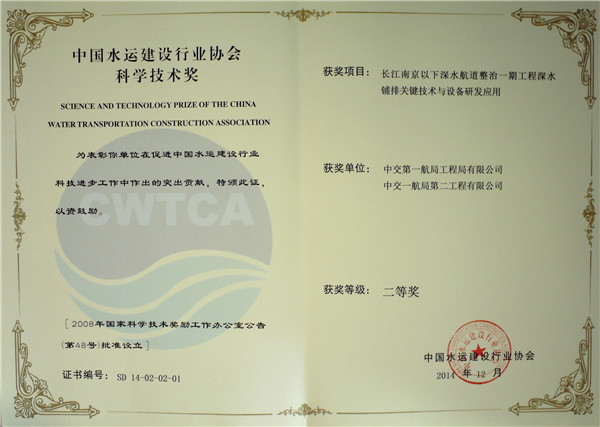 中国水运建设行业协会
科学技术奖
SCIENCE AND TECHNOLOGY PRIZE OF THE CHINA
WATER TRANSPORTATION CONSTRUCTION ASSOCIATION
为表彰你单位在促进中国水运建设行业
科技进步工作中作出的突出贡献，特颁此证，
以资鼓励。
CWTCA
[2008年国家科学技术奖励工作办公室公告
(第48号)批准设立]
证书编号： SD 14-02-02-01
获奖项目： 长江南京以下深水航道整治一期工程深水
铺排关键技术与设备研发应用
获奖单位： 中交第一航局工程局有限公司
中交一航局第二工程有限公司
获奖等级： 二等奖
中国水运建设行业协会
2014 年 12 月